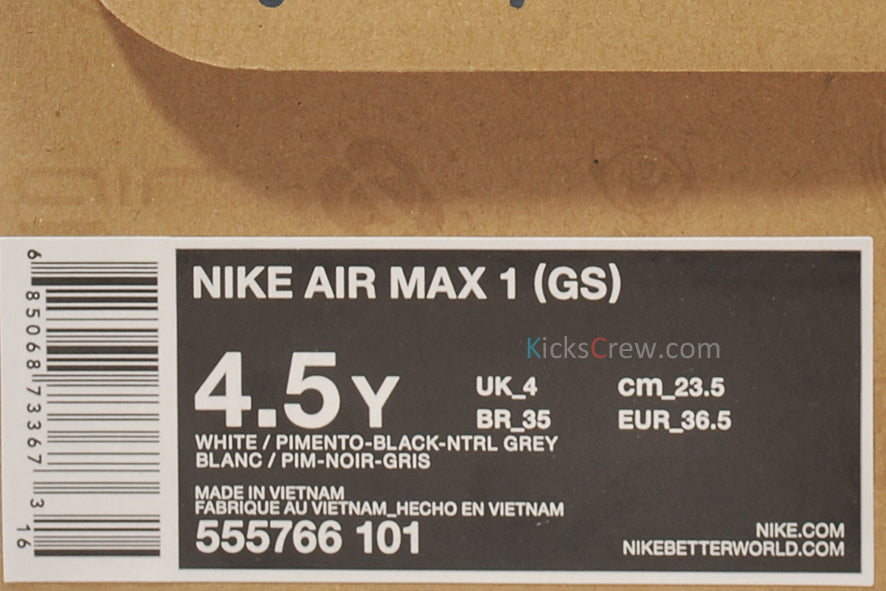 NIKE AIR MAX 1 (GS)
KicksCrew.com
4.5Y
UK_4 cm_23.5
BR_35 EUR_36.5
WHITE / PIMENTO-BLACK-NTRL GREY
BLANC / PIM-NOIR-GRIS
MADE IN VIETNAM
FABRIQUE AU VIETNAM_HECHO EN VIETNAM
555766 101
NIKE.COM
NIKEBETTERWORLD.COM
6 85068 73367 3 16